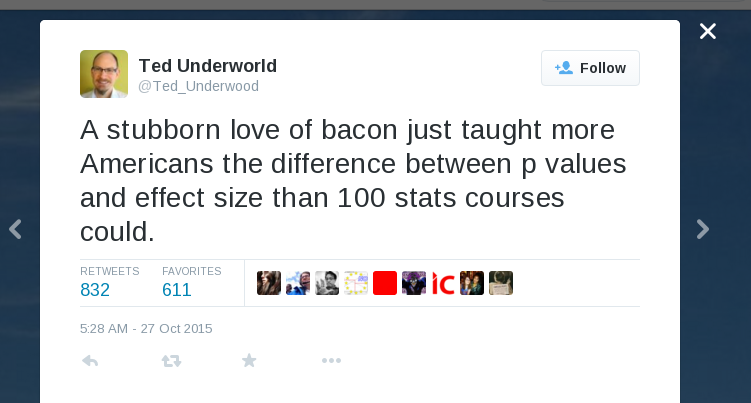 Ted Underworld
@Ted_Underwood
Follow
A stubborn love of bacon just taught more
Americans the difference between p values
and effect size than 100 stats courses
could.
RETWEETS FAVORITES
832 611
IC
5:28 AM - 27 Oct 2015